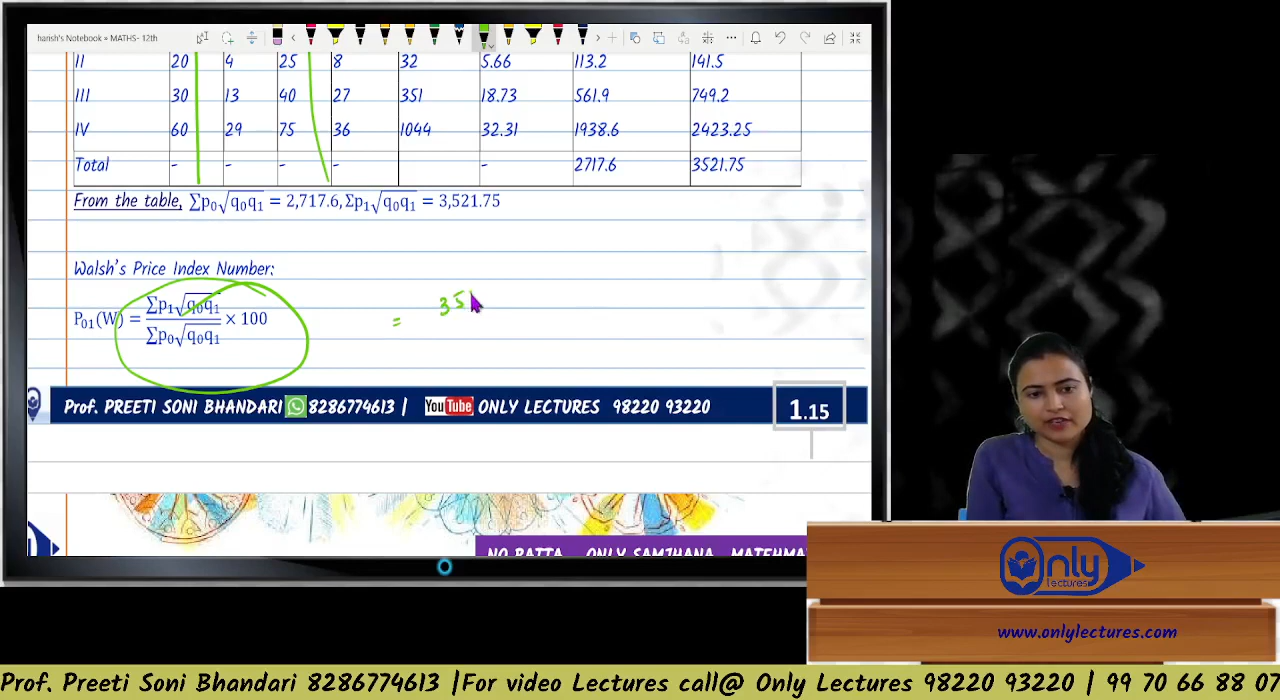 hansh's Notebook » MATHS- 12th
II 20 4 25 8 32 5.66 113.2 141.5
III 30 13 40 27 351 18.73 561.9 749.2
IV 60 29 75 36 1044 32.31 1938.6 2423.25
Total - - - - - 2717.6 3521.75
From the table, ∑p₀√q₀q₁ = 2,717.6, ∑p₁√q₀q₁ = 3,521.75
Walsh's Price Index Number:
P₀₁(W) = ∑p₁√q₀q₁ / ∑p₀√q₀q₁ × 100 = 35
Prof. PREETI SONI BHANDARI 8286774613 | YouTube ONLY LECTURES 98220 93220 1.15
NO RATTA ONLY SAMJHANA
Only
lectures
www.onlylectures.com
Prof. Preeti Soni Bhandari 8286774613 |For video Lectures call@ Only Lectures 98220 93220 | 99 70 66 88 07